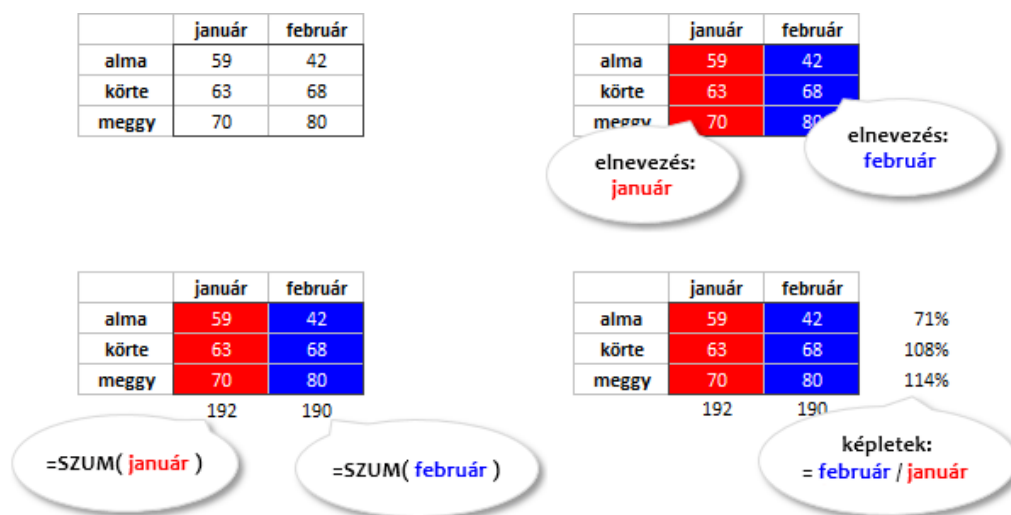 január február
alma 59 42
körte 63 68
meggy 70 80
január február
alma 59 42
körte 63 68
meggy 70 80
elnevezés:
január
elnevezés:
február
január február
alma 59 42
körte 63 68
meggy 70 80
192 190
=SZUM( január )
=SZUM( február )
január február
alma 59 42 71%
körte 63 68 108%
meggy 70 80 114%
192 190
képletek:
= február / január